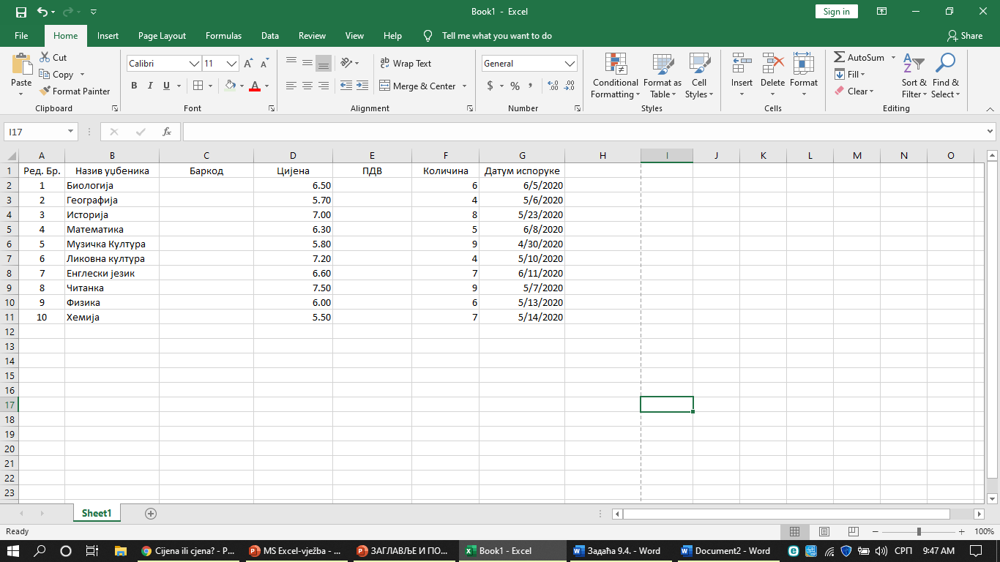 Book1 - Excel
Sign in
File Home Insert Page Layout Formulas Data Review View Help Tell me what you want to do Share
Paste Cut Copy Format Painter Clipboard
Calibri 11 B I U A A A Font
Wrap Text Merge & Center Alignment
General $ % , Number
Conditional Formatting Format as Table Cell Styles Styles
Insert Delete Format Cells
AutoSum Fill Clear Sort & Filter Find & Select Editing
I17 fx
A B C D E F G H I J K L M N O
1 Ред. Бр. Назив уџбеника Баркод Цијена ПДВ Количина Датум испоруке
2 1 Биологија 6.50 6 6/5/2020
3 2 Географија 5.70 4 5/6/2020
4 3 Историја 7.00 8 5/23/2020
5 4 Математика 6.30 5 6/8/2020
6 5 Музичка Култура 5.80 9 4/30/2020
7 6 Ликовна култура 7.20 4 5/10/2020
8 7 Енглески језик 6.60 7 6/11/2020
9 8 Читанка 7.50 9 5/7/2020
10 9 Физика 6.00 6 5/13/2020
11 10 Хемија 5.50 7 5/14/2020
12
13
14
15
16
17
18
19
20
21
22
23
Sheet1
Ready 100%
Cijena ili cjena? - P... MS Excel-vježba - ... ЗАГЛАВЉЕ И ПО... Book1 - Excel Задаћа 9.4. - Word Document2 - Word СРП 9:47 AM